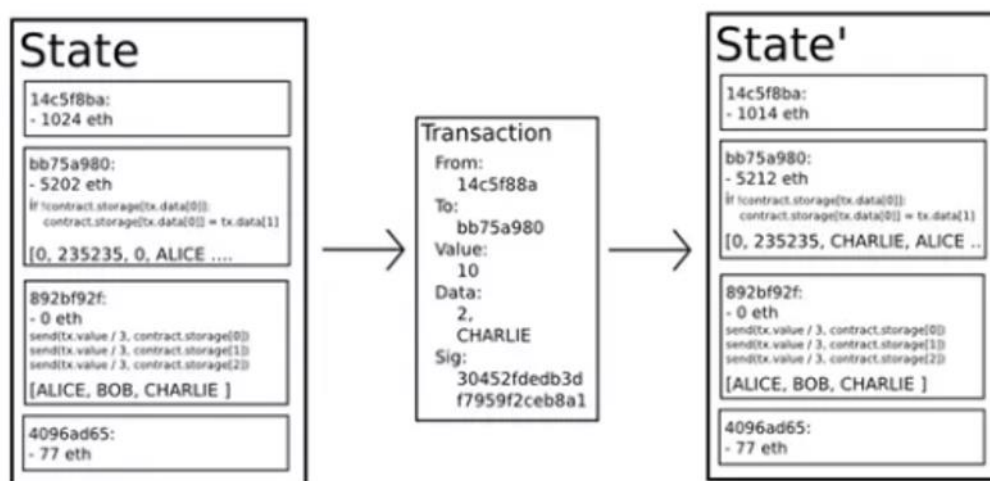 State
14c5f8ba:
- 1024 eth
bb75a980:
- 5202 eth
if !contract.storage[tx.data[0]]:
contract.storage[tx.data[0]] = tx.data[1]
[0, 235235, 0, ALICE ....
892bf92f:
- 0 eth
send(tx.value / 3, contract.storage[0])
send(tx.value / 3, contract.storage[1])
send(tx.value / 3, contract.storage[2])
[ALICE, BOB, CHARLIE ]
4096ad65:
- 77 eth
Transaction
From:
14c5f88a
To:
bb75a980
Value:
10
Data:
2,
CHARLIE
Sig:
30452fdedb3d
f7959f2ceb8a1
State'
14c5f8ba:
- 1014 eth
bb75a980:
- 5212 eth
if !contract.storage[tx.data[0]]:
contract.storage[tx.data[0]] = tx.data[1]
[0, 235235, CHARLIE, ALICE ..
892bf92f:
- 0 eth
send(tx.value / 3, contract.storage[0])
send(tx.value / 3, contract.storage[1])
send(tx.value / 3, contract.storage[2])
[ALICE, BOB, CHARLIE ]
4096ad65:
- 77 eth